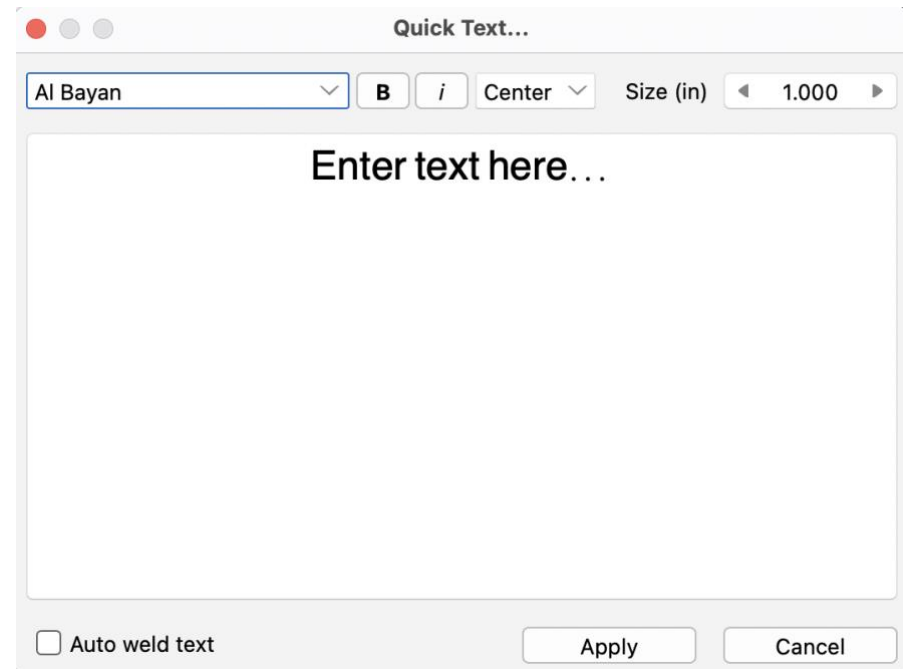 Quick Text...
Al Bayan B i Center Size (in) 1.000
Enter text here...
Auto weld text Apply Cancel